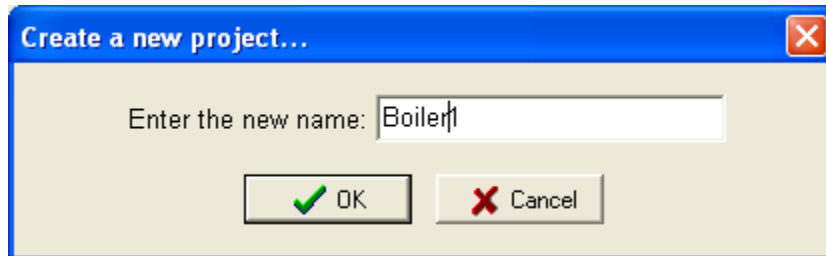 Create a new project...
Enter the new name: Boiler1
OK Cancel